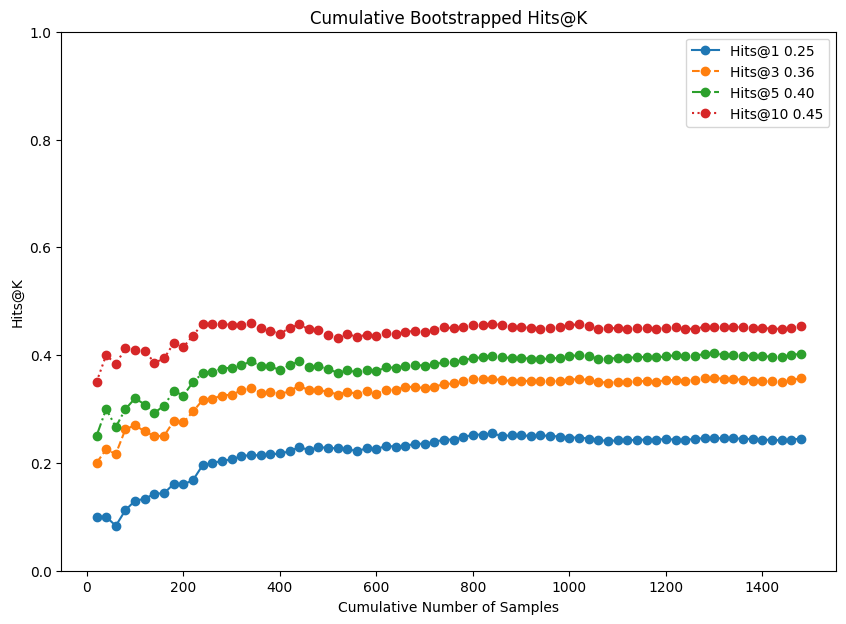 Cumulative Bootstrapped Hits@K
Hits@K
1.0
0.8
0.6
0.4
0.2
0.0
Hits@1 0.25
Hits@3 0.36
Hits@5 0.40
Hits@10 0.45
0 200 400 600 800 1000 1200 1400
Cumulative Number of Samples